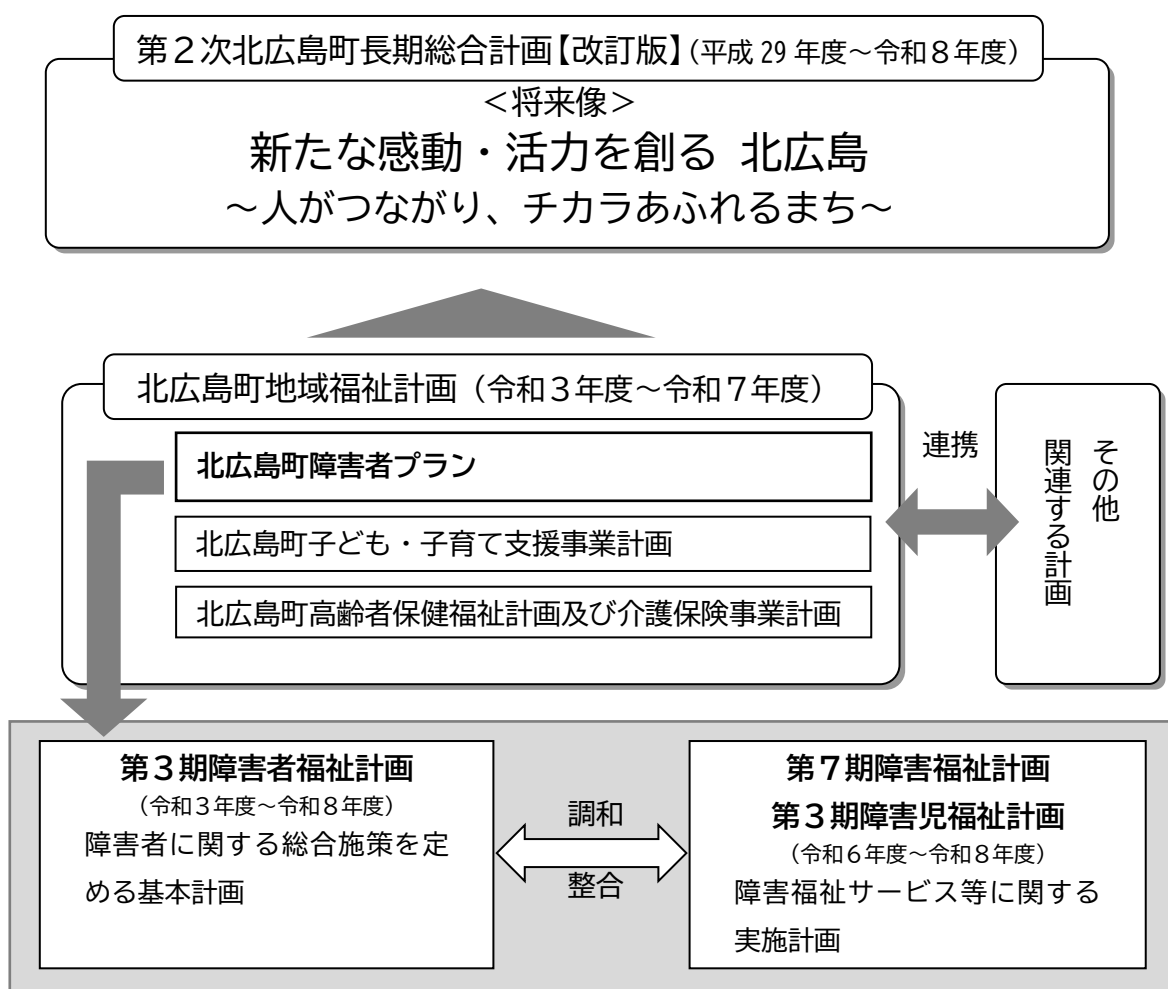 第２次北広島町長期総合計画【改訂版】（平成 29 年度～令和８年度）
＜将来像＞
新たな感動・活力を創る 北広島
～人がつながり、チカラあふれるまち～
北広島町地域福祉計画（令和３年度～令和７年度）
北広島町障害者プラン
北広島町子ども・子育て支援事業計画
北広島町高齢者保健福祉計画及び介護保険事業計画
連携
その他
関連する計画
第３期障害者福祉計画
（令和３年度～令和８年度）
障害者に関する総合施策を定
める基本計画
調和
整合
第７期障害福祉計画
第３期障害児福祉計画
（令和６年度～令和８年度）
障害福祉サービス等に関する
実施計画